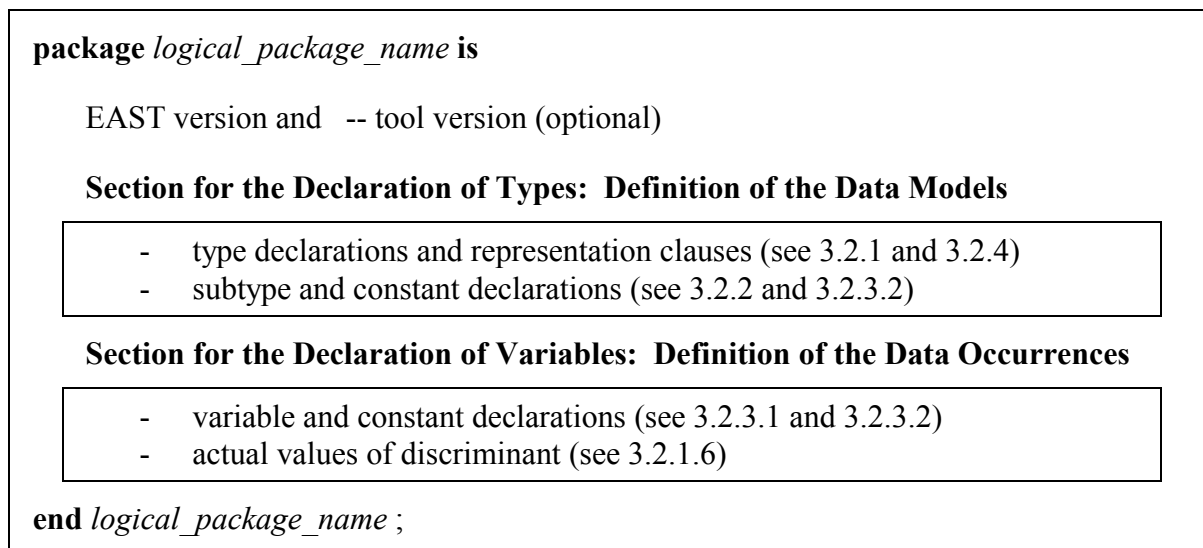 package logical_package_name is
EAST version and -- tool version (optional)
Section for the Declaration of Types: Definition of the Data Models
- type declarations and representation clauses (see 3.2.1 and 3.2.4)
- subtype and constant declarations (see 3.2.2 and 3.2.3.2)
Section for the Declaration of Variables: Definition of the Data Occurrences
- variable and constant declarations (see 3.2.3.1 and 3.2.3.2)
- actual values of discriminant (see 3.2.1.6)
end logical_package_name ;